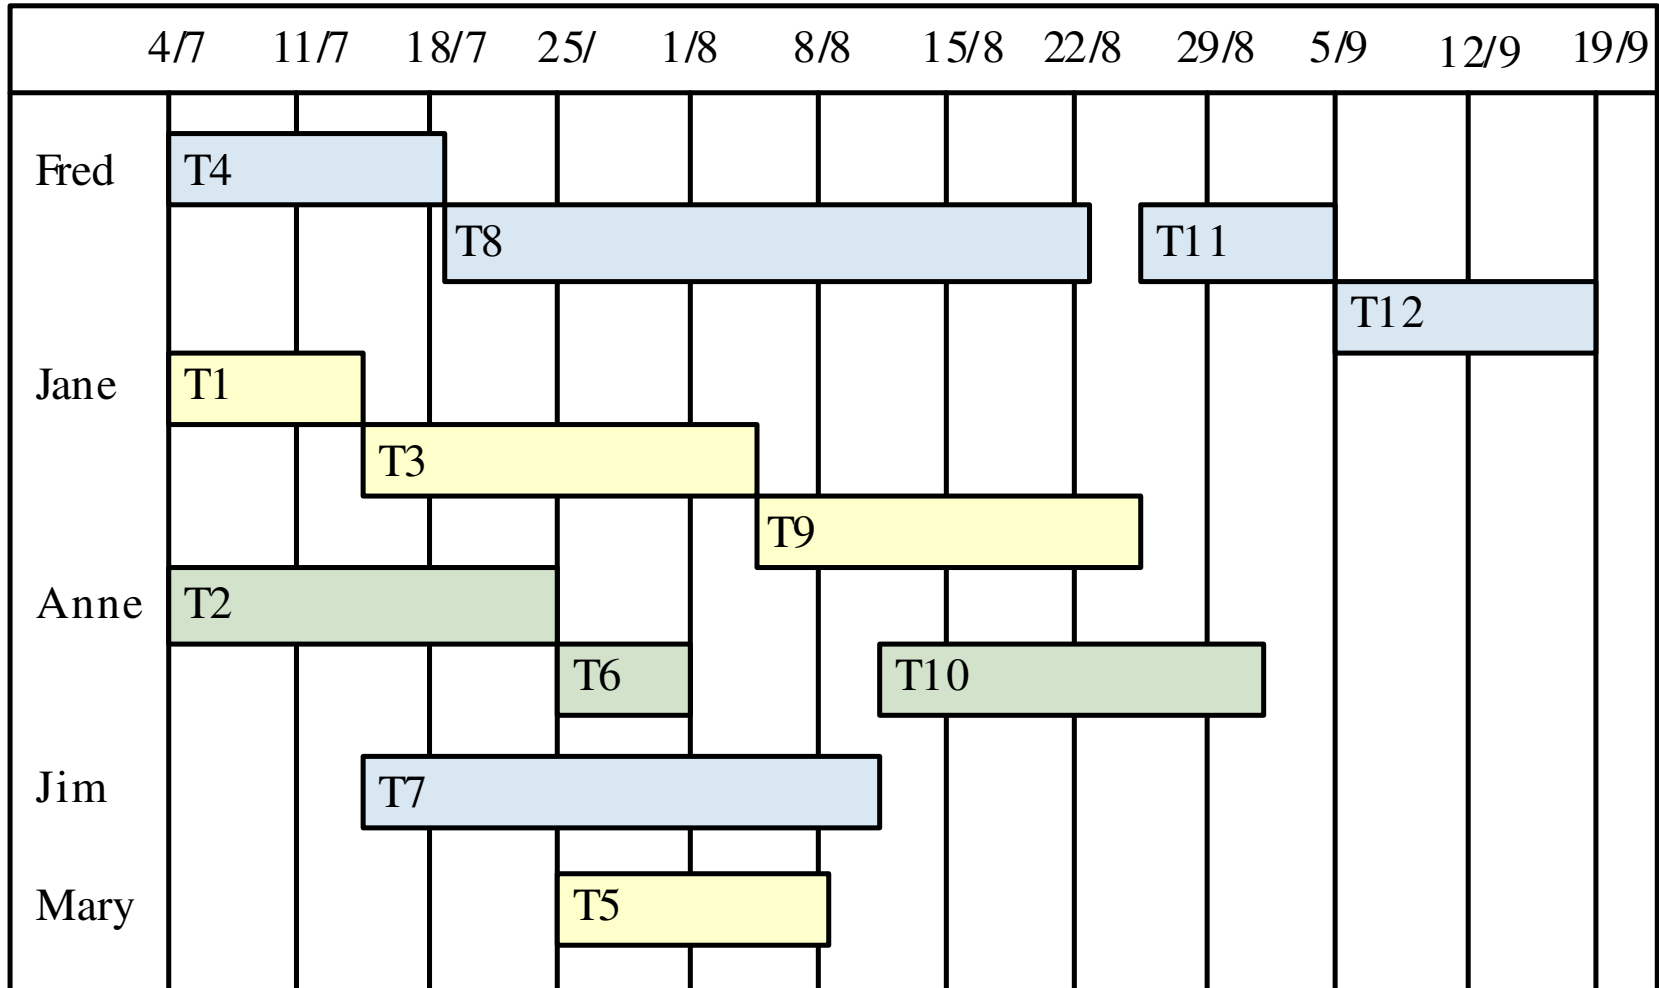 4/7 11/7 18/7 25/ 1/8 8/8 15/8 22/8 29/8 5/9 12/9 19/9
Fred T4
T8 T11
T12
Jane T1
T3
T9
Anne T2
T6 T10
Jim T7
Mary T5